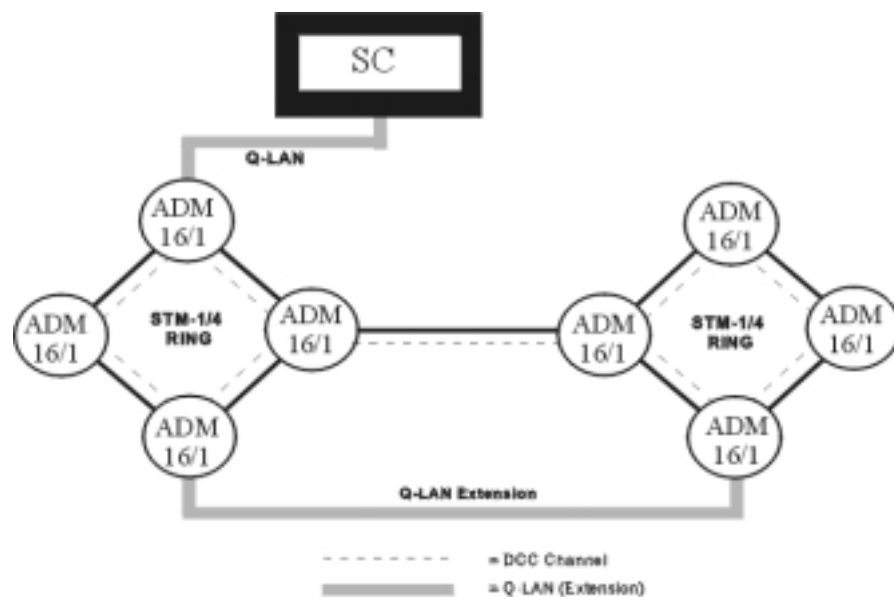 SC
Q-LAN
ADM
16/1
ADM
16/1
ADM
16/1
STM-1/4
RING
ADM
16/1
ADM
16/1
STM-1/4
RING
ADM
16/1
ADM
16/1
ADM
16/1
Q-LAN Extension
= DCC Channel
= Q-LAN (Extension)